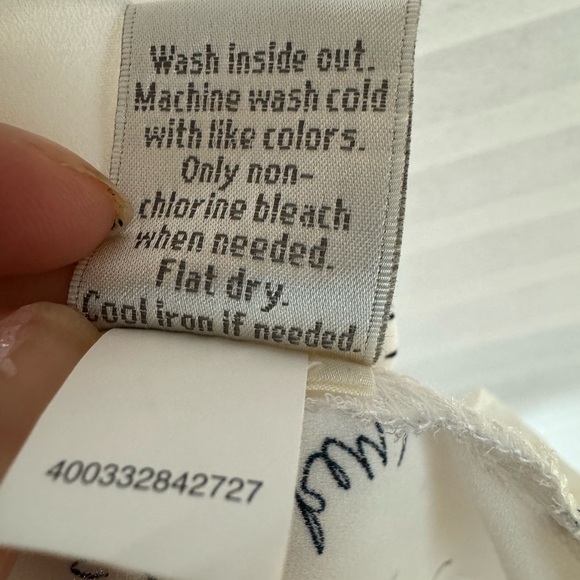 Wash inside out.
Machine wash cold
with like colors.
Only non-
chlorine bleach
when needed.
Flat dry.
Cool iron if needed.
400332842727